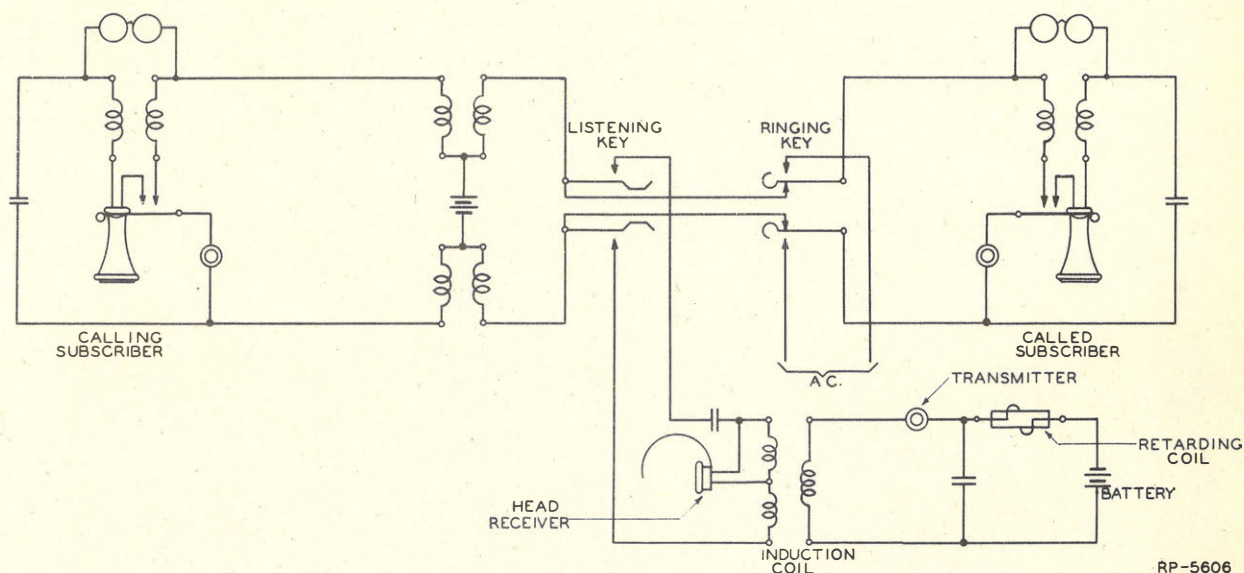 LISTENING
KEY
RINGING
KEY
CALLING
SUBSCRIBER
CALLED
SUBSCRIBER
A.C.
TRANSMITTER
RETARDING
COIL
BATTERY
HEAD
RECEIVER
INDUCTION
COIL
RP-5606